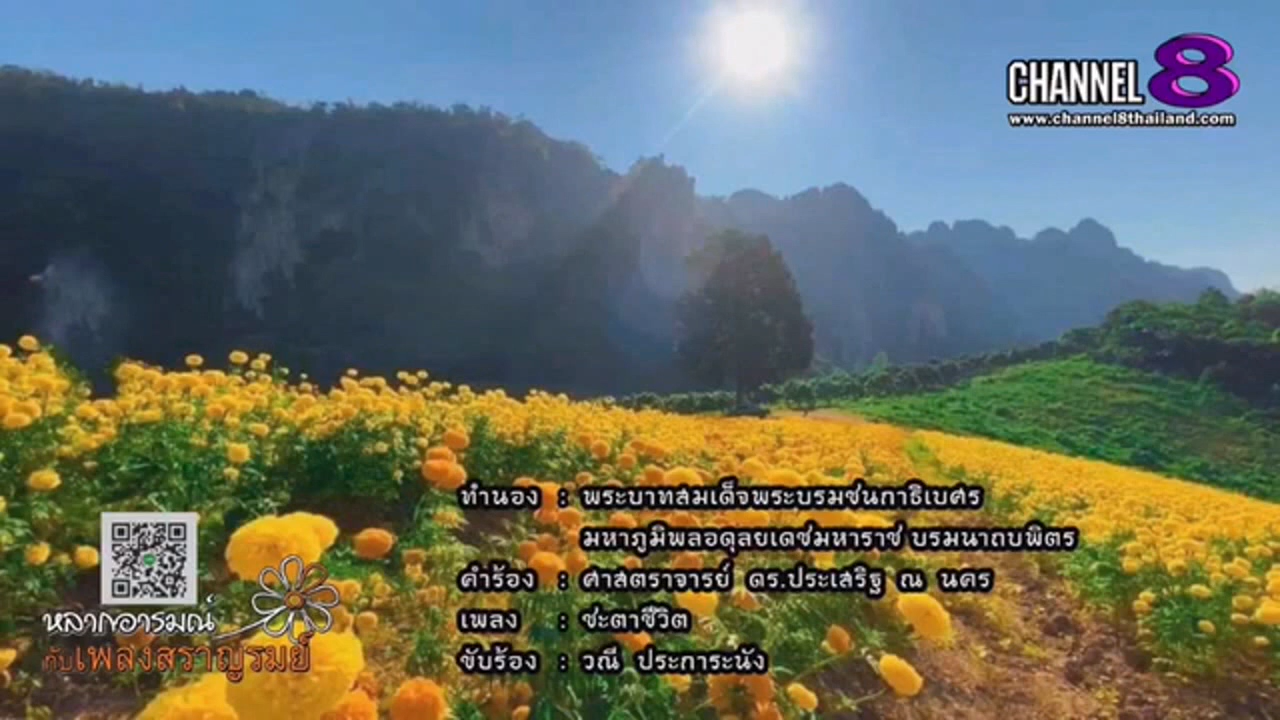 CHANNEL 8
www.channel8thailand.com
ทำนอง : พระบาทสมเด็จพระบรมชนกาธิเบศร
มหาภูมิพลอดุลยเดชมหาราช บรมนาถบพิตร
คำร้อง : ศาสตราจารย์ ดร.ประเสริฐ ณ นคร
เพลง : ชะตาชีวิต
ขับร้อง : วณี ประการะนัง
หลากอารมณ์
กับเพลงสราญรมย์